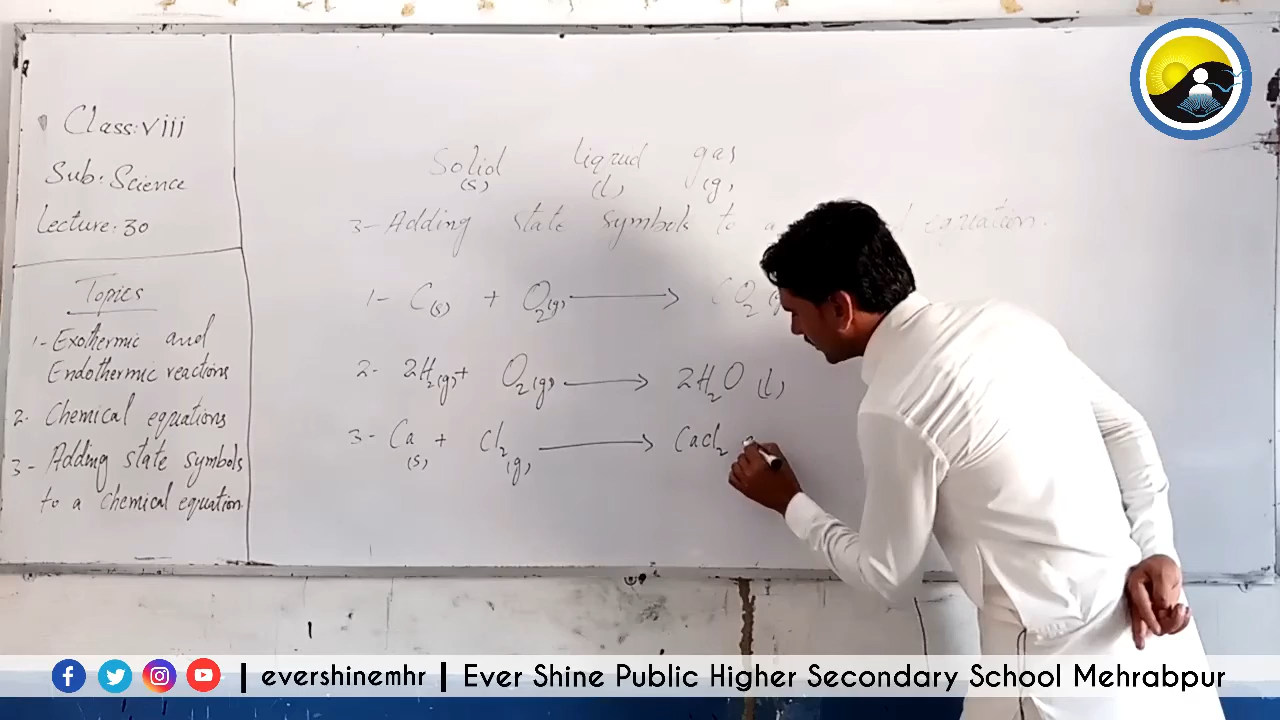 Class: viii
Sub: Science
Lecture: 30
Topics
1- Exothermic and
Endothermic reactions
2- Chemical equations
3- Adding state symbols
to a chemical equation
Solid liquid gas
(s) (l) (g)
3- Adding state symbols to a equation.
1- C(s) + O2(g) → CO2(g
2- 2H2(g) + O2(g) → 2H2O (l)
3- Ca(s) + Cl2(g) → CaCl2
| evershinemhr | Ever Shine Public Higher Secondary School Mehrabpur